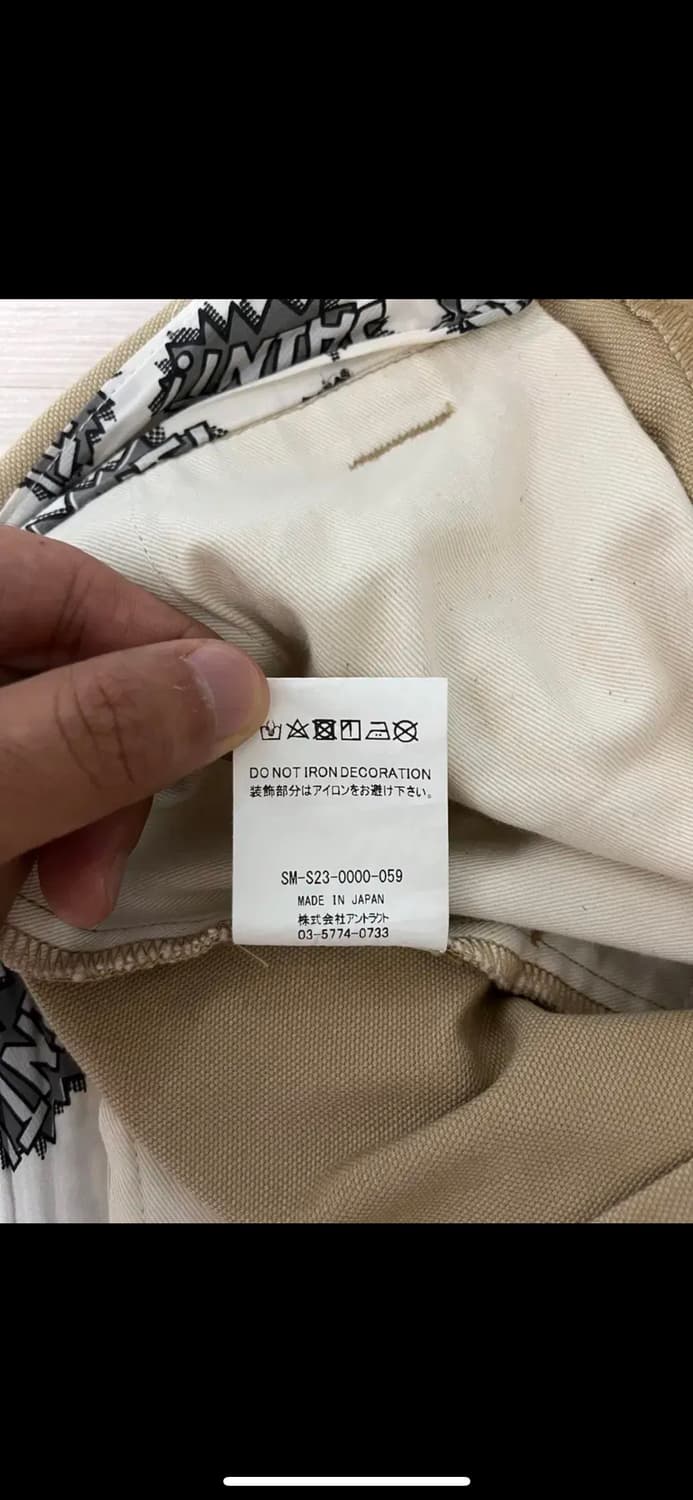 SAINT
DO NOT IRON DECORATION
装飾部分はアイロンをお避け下さい。
SM-S23-0000-059
MADE IN JAPAN
株式会社アントラクト
03-5774-0733